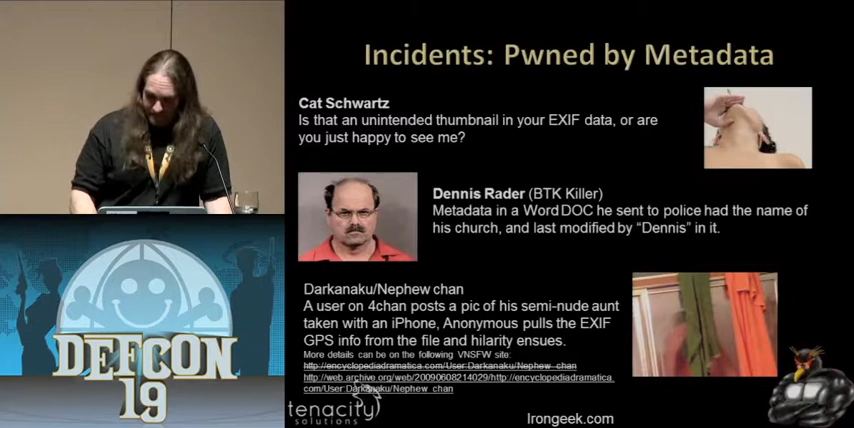 Incidents: Pwned by Metadata
Cat Schwartz
Is that an unintended thumbnail in your EXIF data, or are
you just happy to see me?
Dennis Rader (BTK Killer)
Metadata in a Word DOC he sent to police had the name of
his church, and last modified by “Dennis” in it.
Darkanaku/Nephew chan
A user on 4chan posts a pic of his semi-nude aunt
taken with an iPhone, Anonymous pulls the EXIF
GPS info from the file and hilarity ensues.
More details can be on the following VNSFW site:
http://encyclopediadramatica.com/User:Darkanaku/Nephew_chan
http://web.archive.org/web/20090608214029/http://encyclopediadramatica.
com/User:Darkanaku/Nephew_chan
DEFCON
19
tenacity
solutions
Irongeek.com